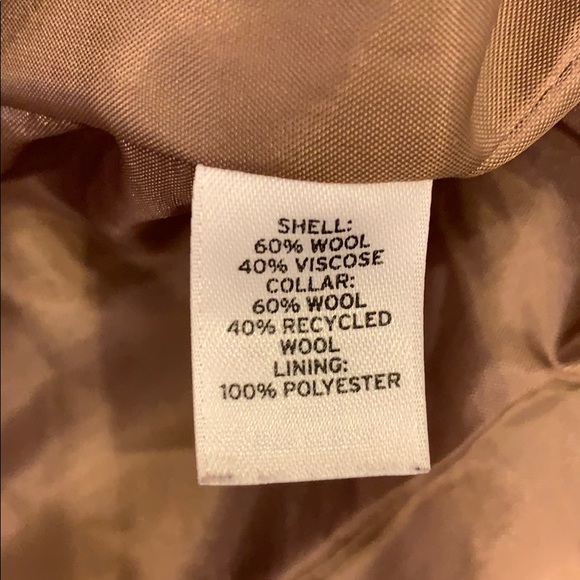 SHELL:
60% WOOL
40% VISCOSE
COLLAR:
60% WOOL
40% RECYCLED
WOOL
LINING:
100% POLYESTER